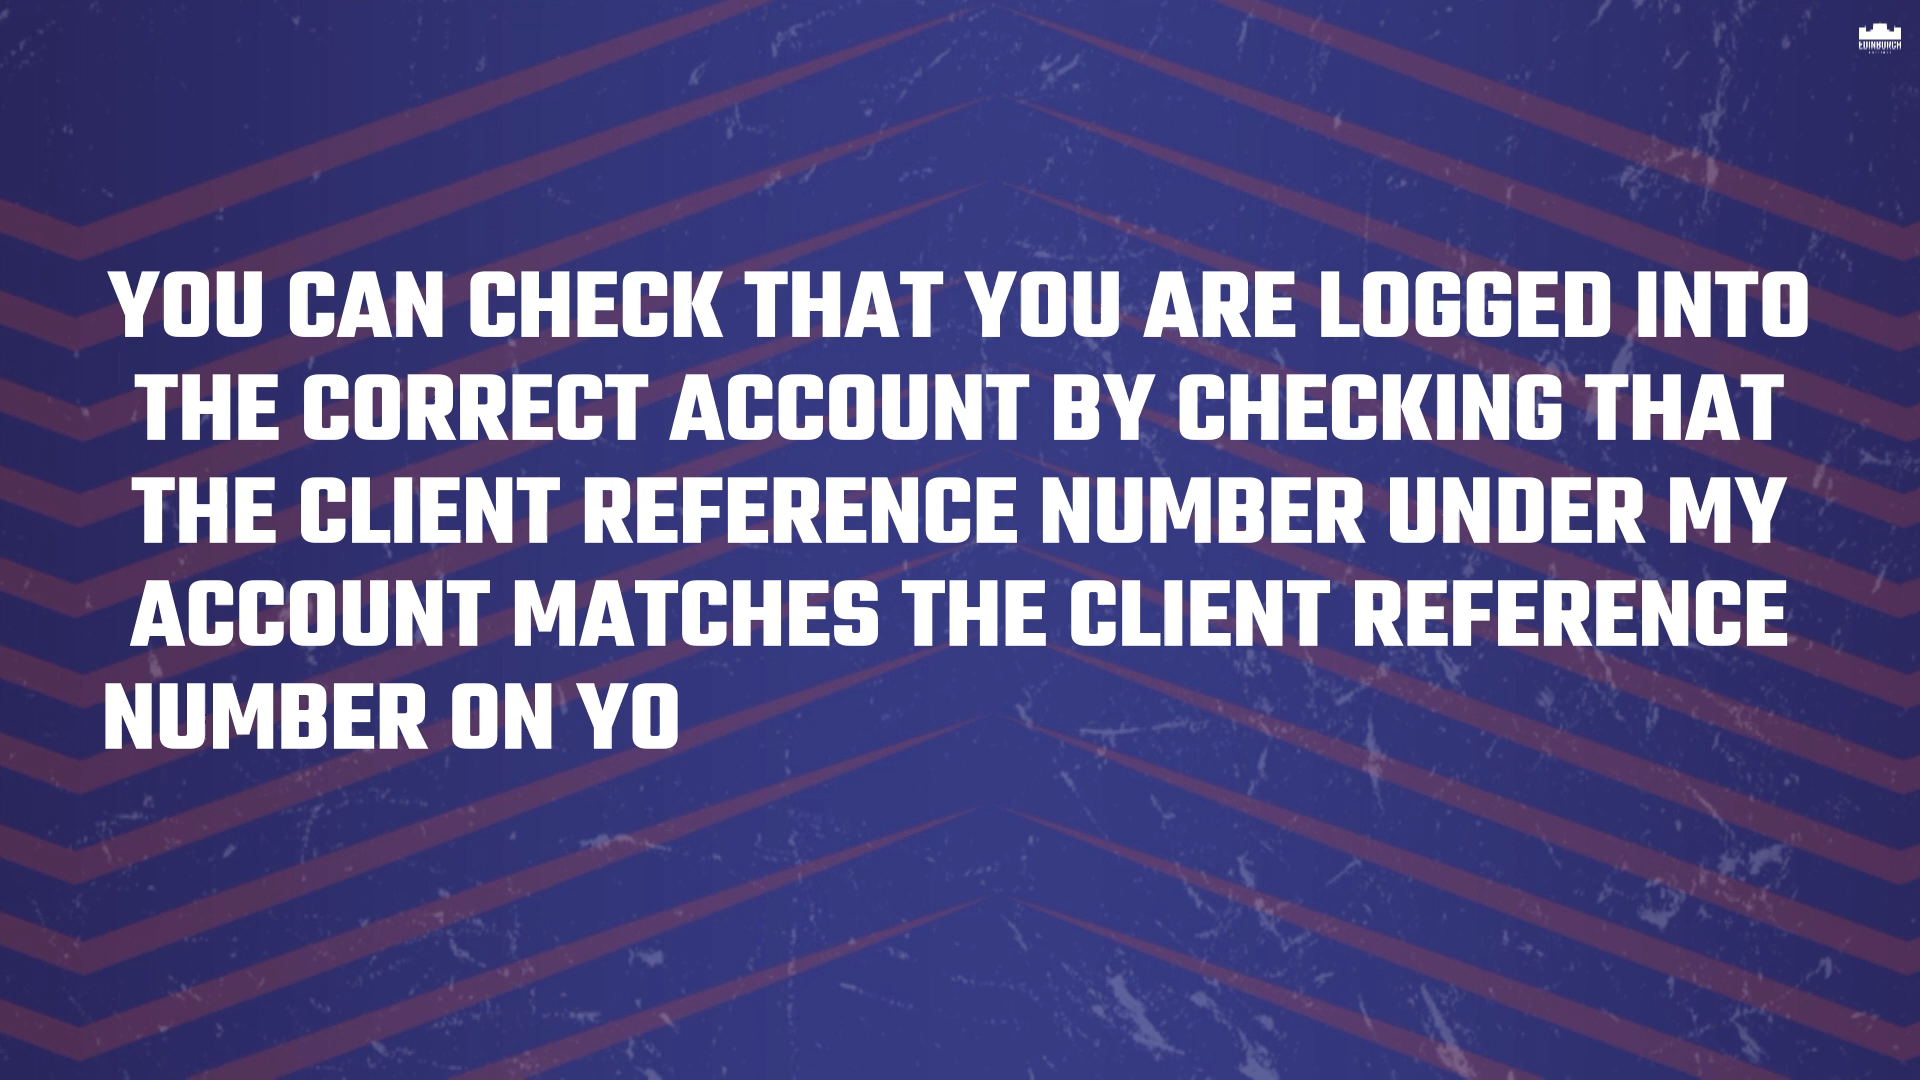 EDINBURGH
YOU CAN CHECK THAT YOU ARE LOGGED INTO
THE CORRECT ACCOUNT BY CHECKING THAT
THE CLIENT REFERENCE NUMBER UNDER MY
ACCOUNT MATCHES THE CLIENT REFERENCE
NUMBER ON YO